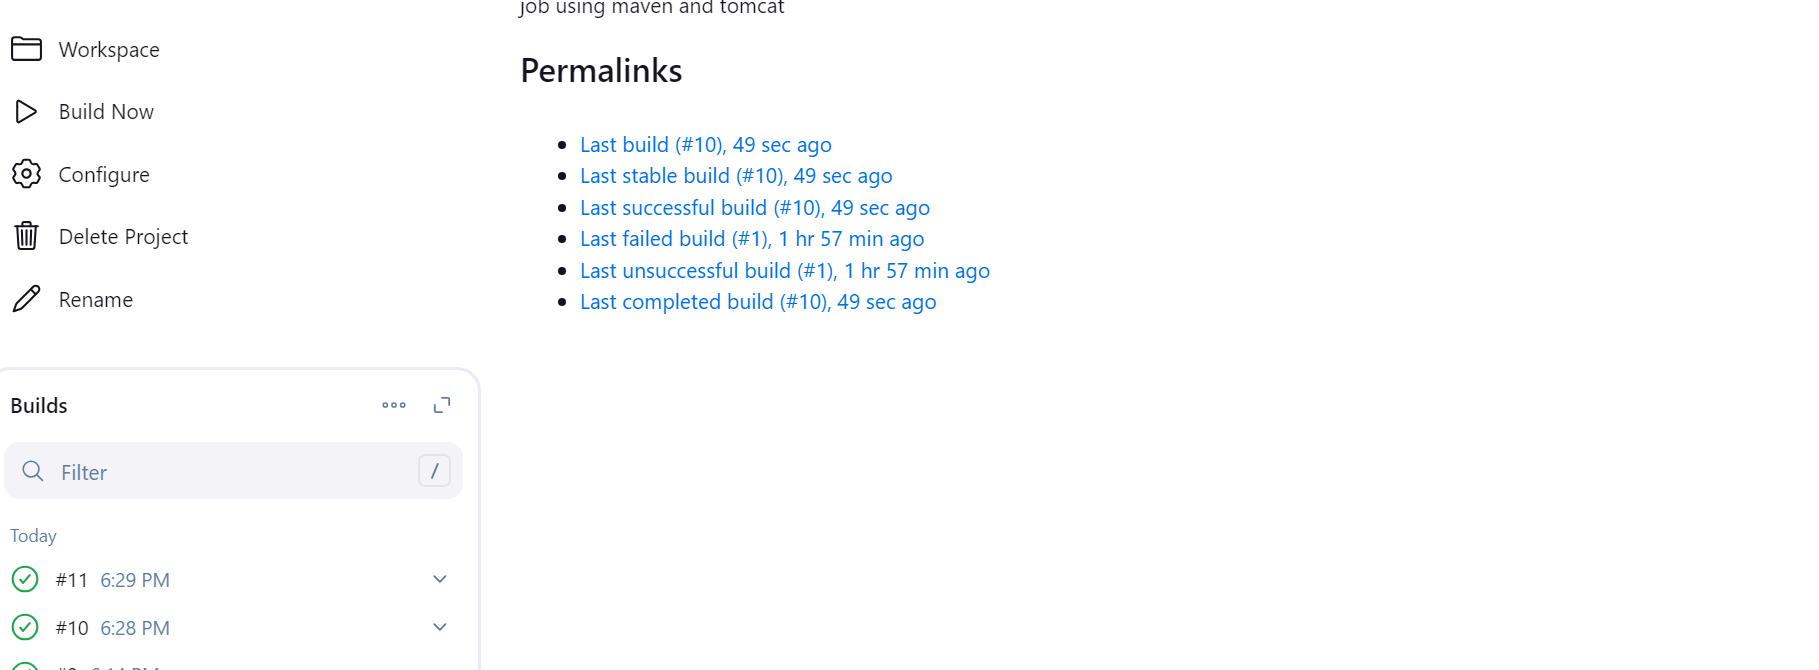 job using maven and tomcat
Workspace
Build Now
Configure
Delete Project
Rename
Permalinks
Last build (#10), 49 sec ago
Last stable build (#10), 49 sec ago
Last successful build (#10), 49 sec ago
Last failed build (#1), 1 hr 57 min ago
Last unsuccessful build (#1), 1 hr 57 min ago
Last completed build (#10), 49 sec ago
Builds
Filter /
Today
#11 6:29 PM
#10 6:28 PM